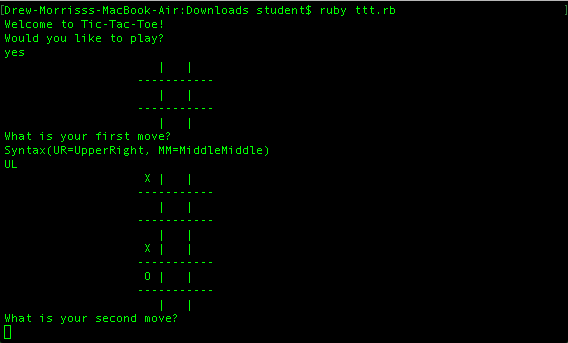 [Drew-Morrisss-MacBook-Air:Downloads student$ ruby ttt.rb ]
Welcome to Tic-Tac-Toe!
Would you like to play?
yes
| |
-----------
| |
-----------
| |
What is your first move?
Syntax(UR=UpperRight, MM=MiddleMiddle)
UL
X | |
-----------
| |
-----------
| |
X | |
-----------
O | |
-----------
| |
What is your second move?